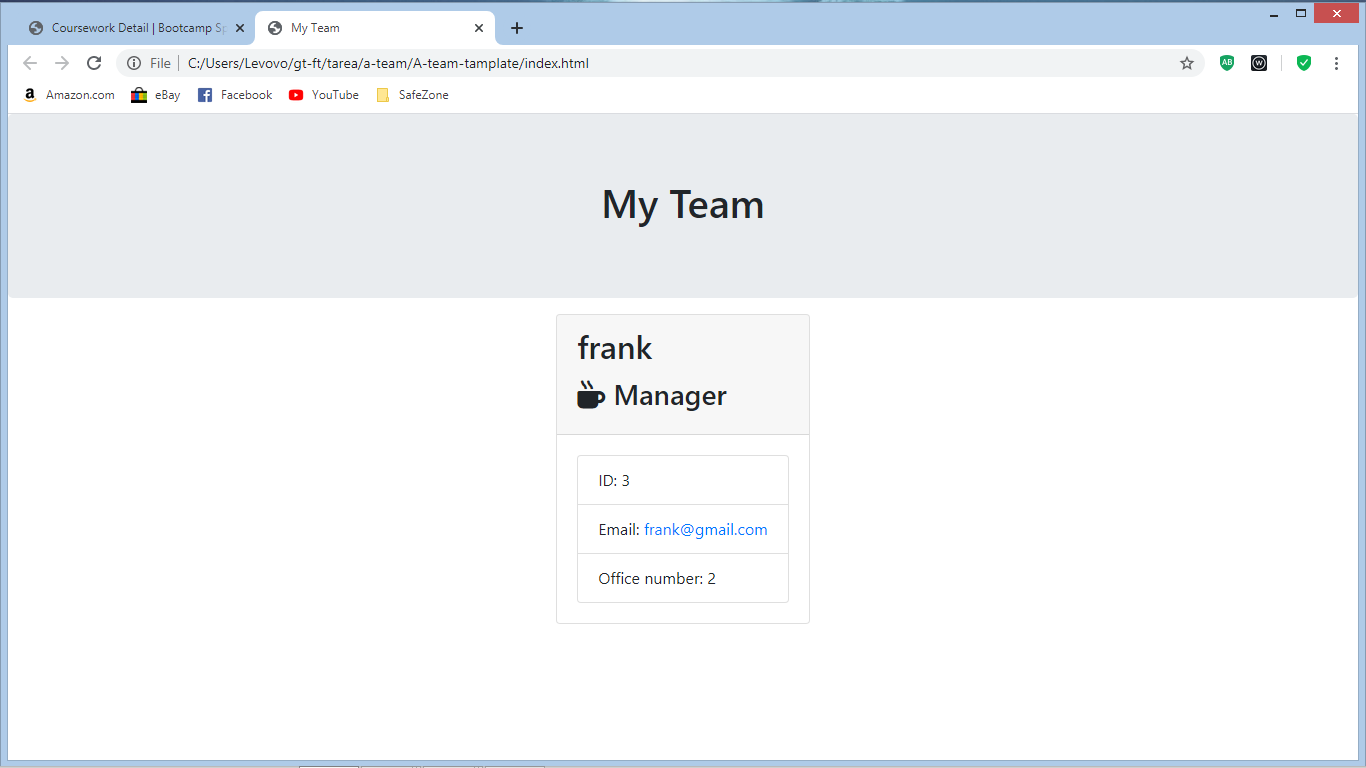 Coursework Detail | Bootcamp Sp
My Team
File C:/Users/Levovo/gt-ft/tarea/a-team/A-team-tamplate/index.html
AB
W
Amazon.com eBay Facebook YouTube SafeZone
My Team
frank
Manager
ID: 3
Email: frank@gmail.com
Office number: 2